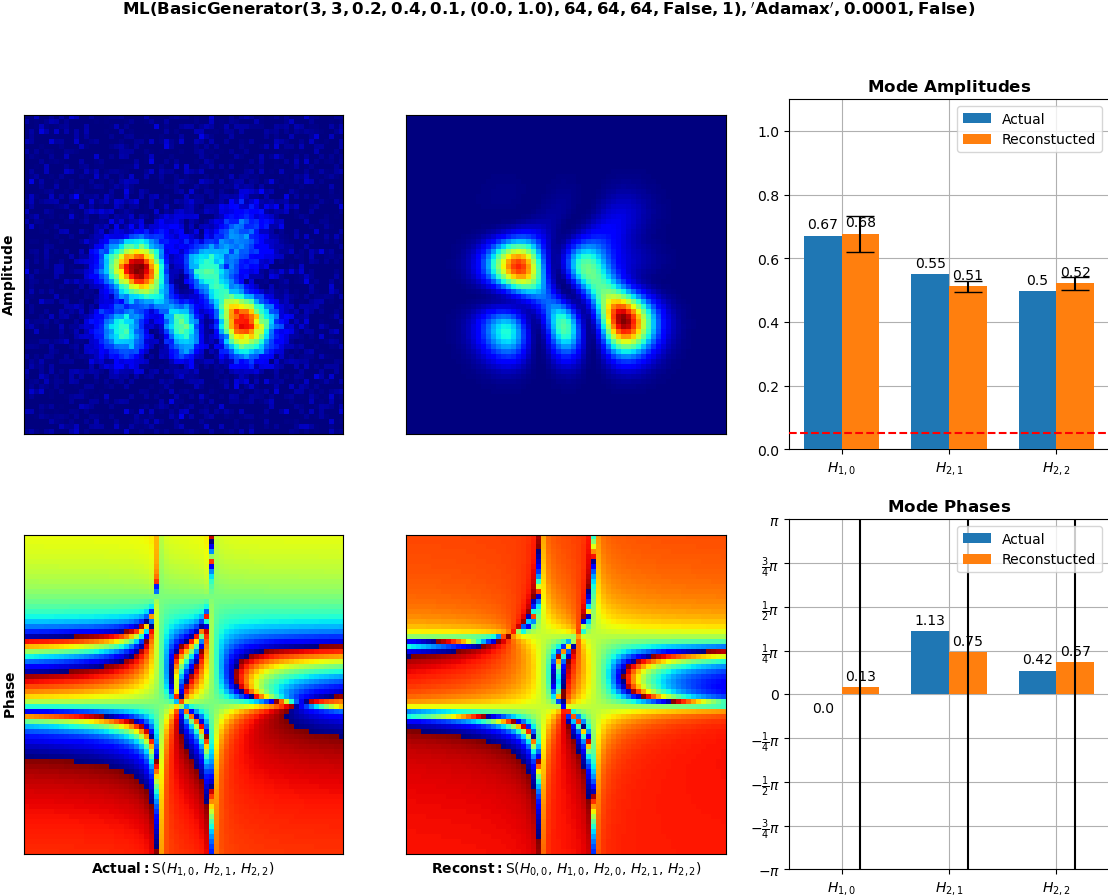 ML(BasicGenerator(3, 3, 0.2, 0.4, 0.1, (0.0, 1.0), 64, 64, 64, False, 1), ′Adamax′, 0.0001, False)
Amplitude
Mode Amplitudes
Actual
Reconstucted
1.0
0.8
0.6
0.4
0.2
0.0
0.67 0.68
0.55 0.51
0.5 0.52
H1,0 H2,1 H2,2
Phase
Actual: S(H1,0, H2,1, H2,2)
Reconst: S(H0,0, H1,0, H2,0, H2,1, H2,2)
Mode Phases
Actual
Reconstucted
π
3/4π
1/2π
1/4π
0
−1/4π
−1/2π
−3/4π
−π
0.0 0.13
1.13 0.75
0.42 0.57
H1,0 H2,1 H2,2